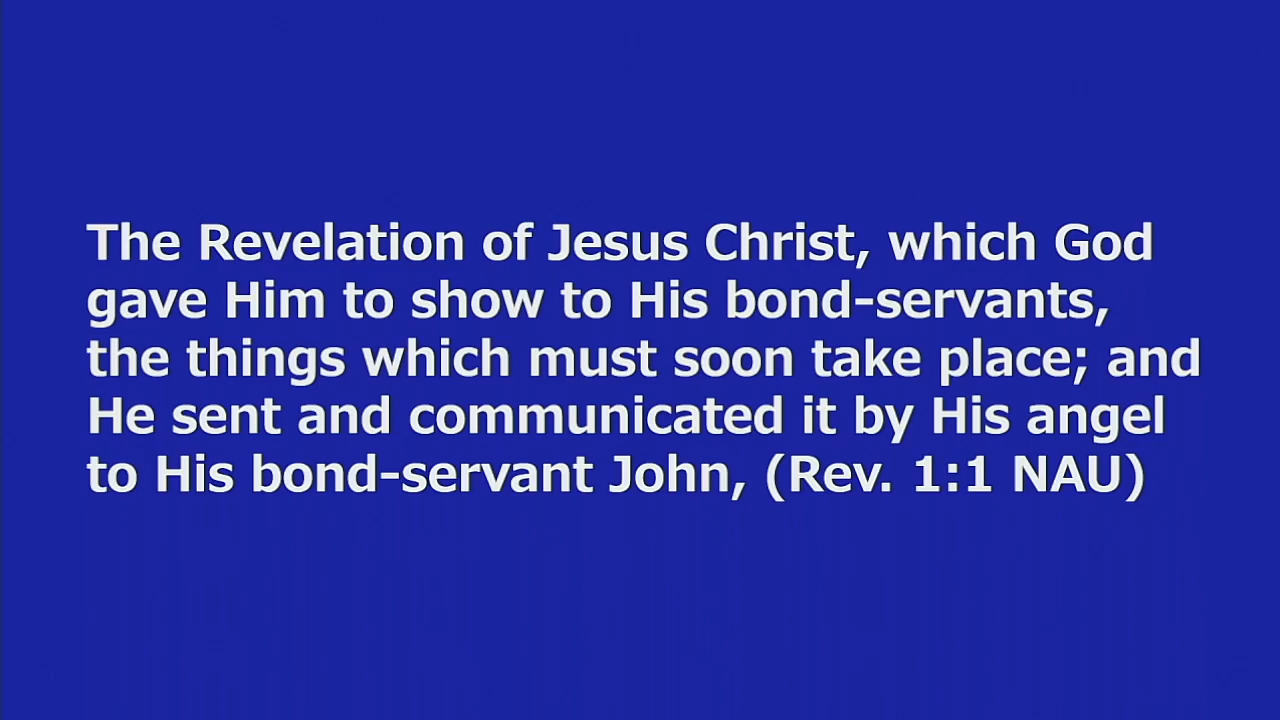 The Revelation of Jesus Christ, which God
gave Him to show to His bond-servants,
the things which must soon take place; and
He sent and communicated it by His angel
to His bond-servant John, (Rev. 1:1 NAU)